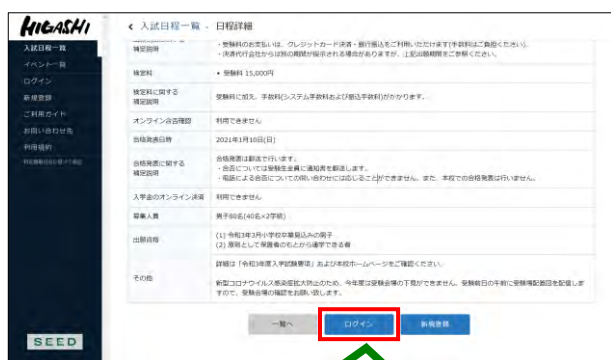 HIGASHI
入試日程一覧
イベント一覧
ログイン
新規登録
ご利用ガイド
お問い合わせ先
利用規約
SEED
入試日程一覧 - 日程詳細
補足説明
・受験料のお支払いは、クレジットカード決済・銀行振込をご利用いただけます(手数料はご負担ください)。
・決済代行会社からは別の期間が提示される場合がありますが、上記出願期間をご参照ください。
検定料
• 受験料 15,000円
検定料に関する
補足説明
受験料に加え、手数料(システム手数料および振込手数料)がかかります。
オンライン合否確認
利用できません
合格発表日時
2021年1月10日(日)
合格発表に関する
補足説明
合格発表は郵送で行います。
・合否については受験生全員に通知書を郵送します。
・電話による合否についての問い合わせには応じることができません。また、本校での合格発表は行いません。
入学金のオンライン決済
利用できません
募集人員
男子80名(40名×2学級)
出願資格
(1) 令和3年3月小学校卒業見込みの男子
(2) 原則として保護者のもとから通学できる者
その他
詳細は「令和3年度入学試験要項」および本校ホームページをご確認ください。
新型コロナウイルス感染症拡大防止のため、今年度は受験会場の下見ができません。受験前日の午前に受験場配置図を配信しま
すので、受験会場の確認をお願い致します。
一覧へ
ログイン
新規登録